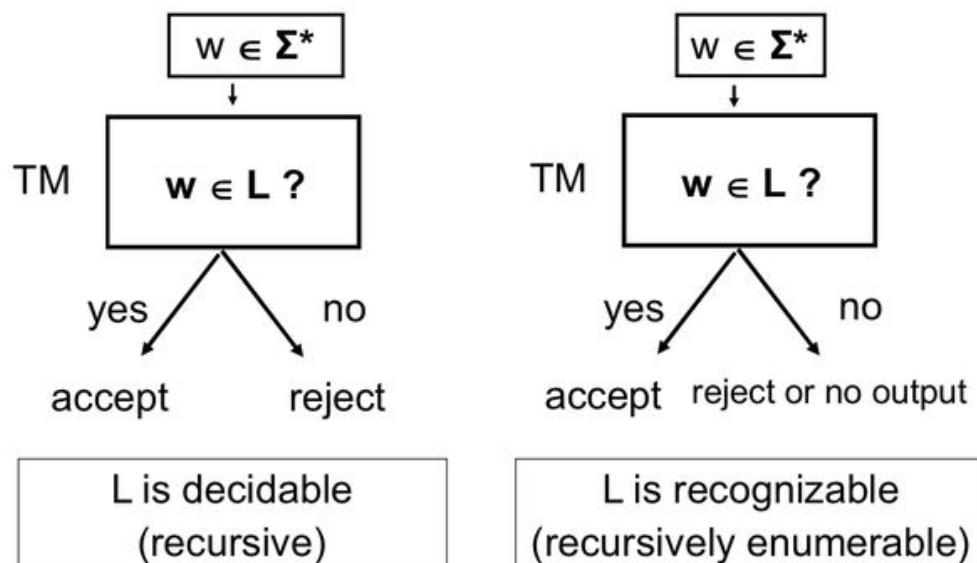 w ∈ Σ*
TM
w ∈ L ?
yes
no
accept
reject
L is decidable
(recursive)
w ∈ Σ*
TM
w ∈ L ?
yes
no
accept
reject or no output
L is recognizable
(recursively enumerable)